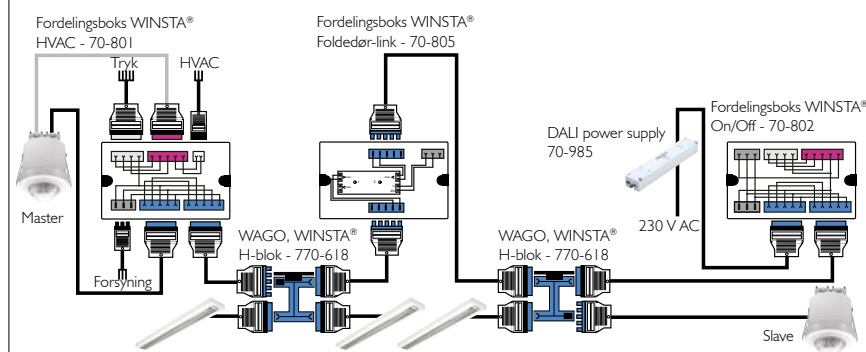 Fordelingsboks WINSTA®
HVAC - 70-801
Tryk
HVAC
Master
Forsyning
Fordelingsboks WINSTA®
Foldedør-link - 70-805
WAGO, WINSTA®
H-blok - 770-618
WAGO, WINSTA®
H-blok - 770-618
DALI power supply
70-985
230 V AC
Fordelingsboks WINSTA®
On/Off - 70-802
Slave